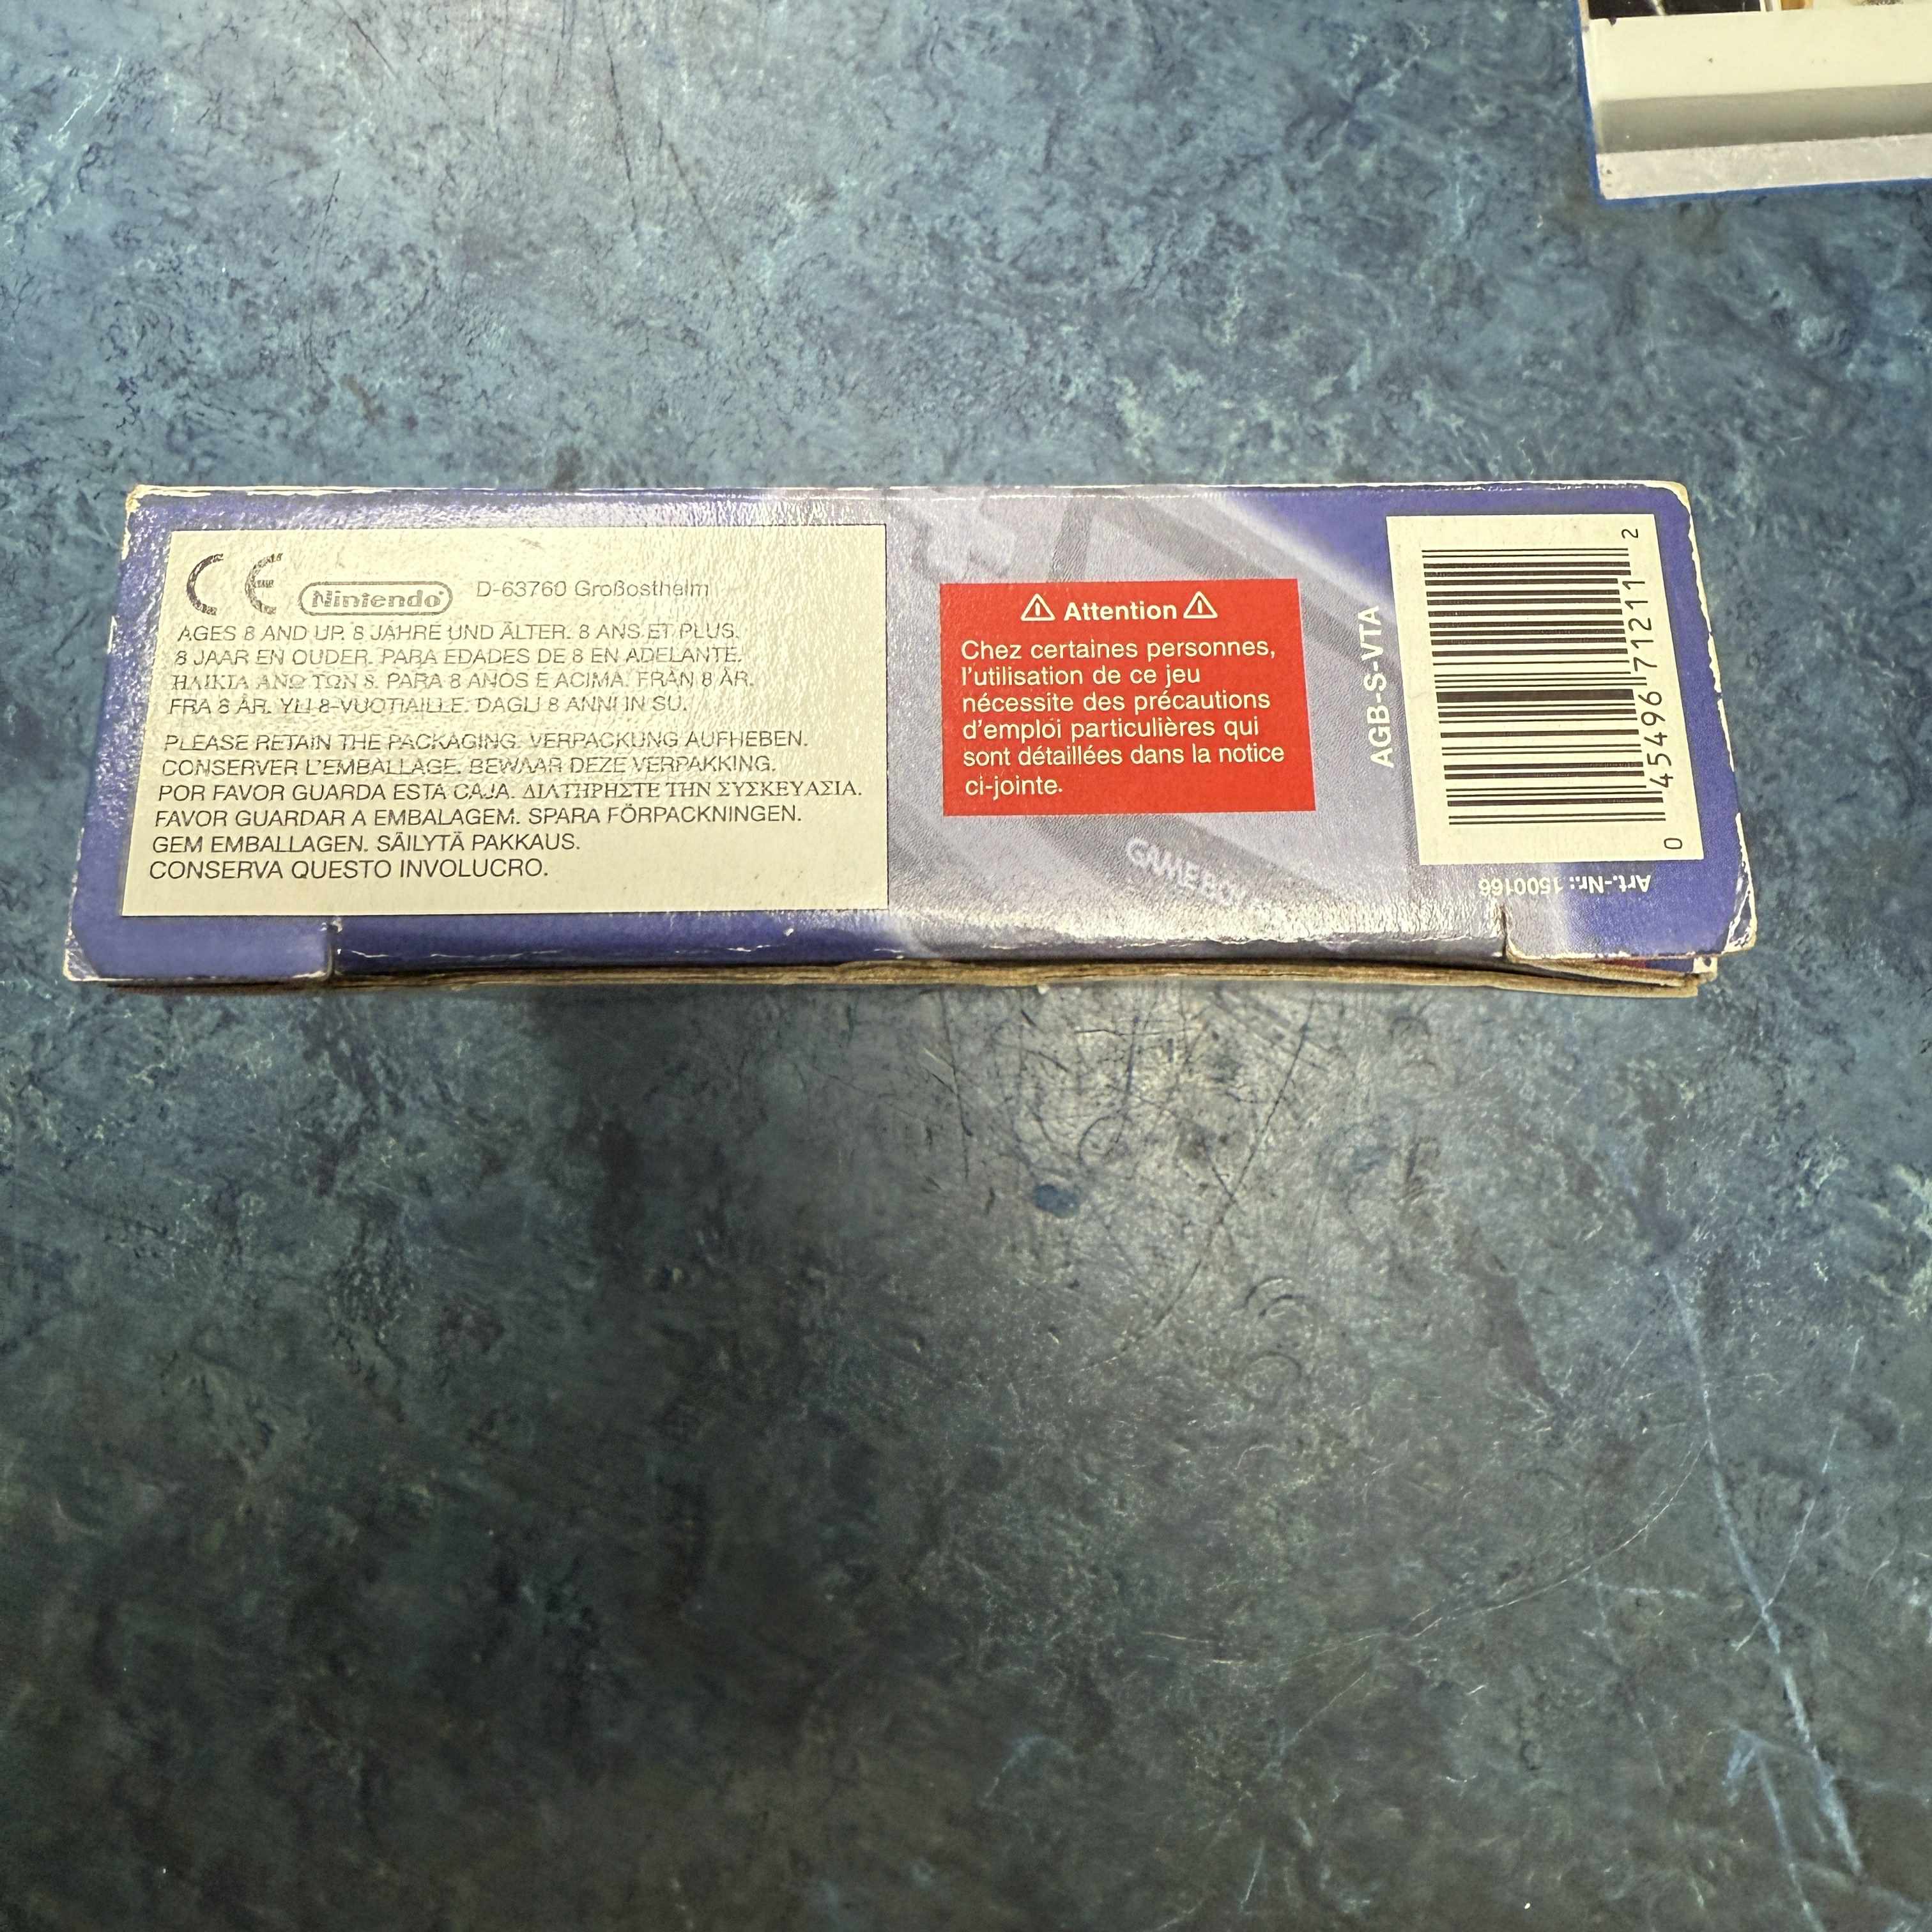 CE Nintendo D-63760 Großostheim
AGES 8 AND UP. 8 JAHRE UND ÄLTER. 8 ANS ET PLUS.
8 JAAR EN OUDER. PARA EDADES DE 8 EN ADELANTE.
ΗΛΙΚΙΑ ΑΝΩ ΤΩΝ 8. PARA 8 ANOS E ACIMA. FRÅN 8 ÅR.
FRA 8 ÅR. YLI 8-VUOTIAILLE. DAGLI 8 ANNI IN SU.
PLEASE RETAIN THE PACKAGING. VERPACKUNG AUFHEBEN.
CONSERVER L'EMBALLAGE. BEWAAR DEZE VERPAKKING.
POR FAVOR GUARDA ESTA CAJA. ΔΙΑΤΗΡΗΣΤΕ ΤΗΝ ΣΥΣΚΕΥΑΣΙΑ.
FAVOR GUARDAR A EMBALAGEM. SPARA FÖRPACKNINGEN.
GEM EMBALLAGEN. SÄILYTÄ PAKKAUS.
CONSERVA QUESTO INVOLUCRO.
Attention
Chez certaines personnes,
l'utilisation de ce jeu
nécessite des précautions
d'emploi particulières qui
sont détaillées dans la notice
ci-jointe.
GAME BOY
AGB-S-VTA
0 45496 71211 2
Art.-Nr.: 1500166